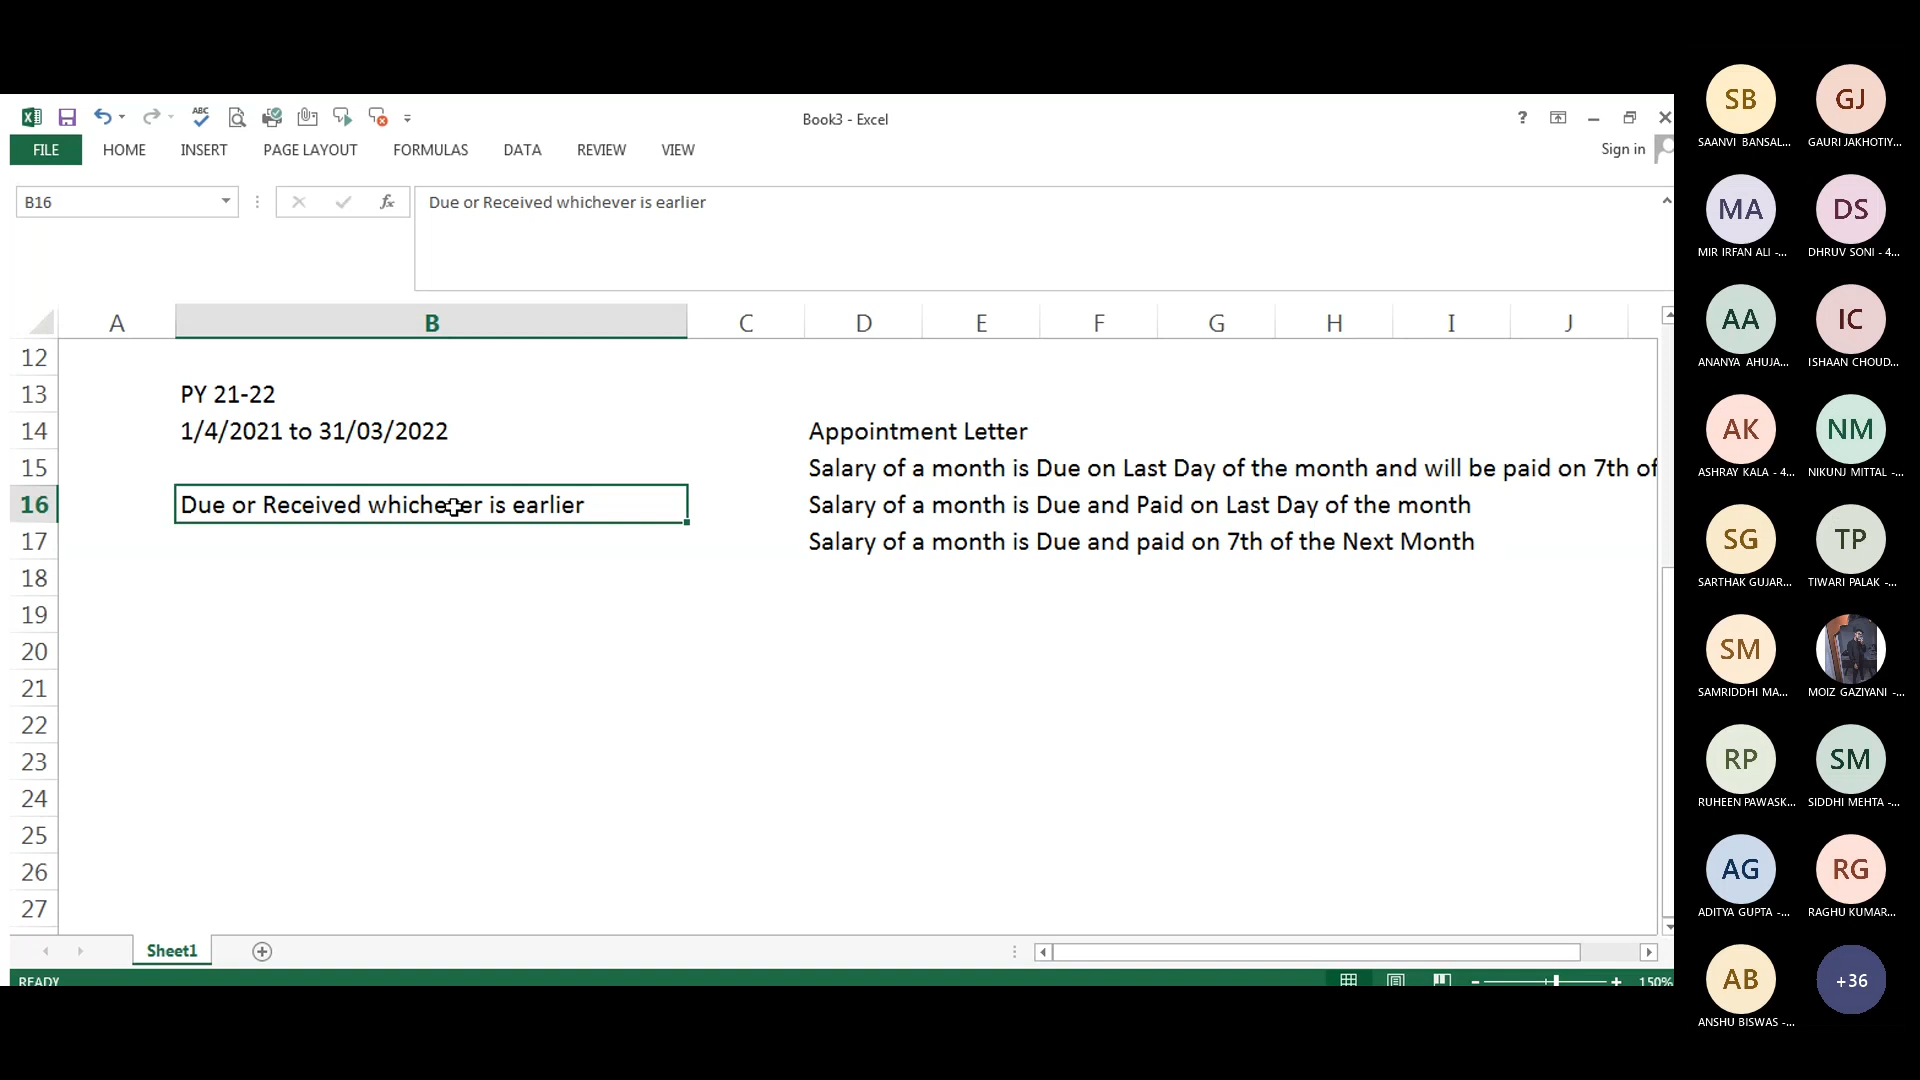 Book3 - Excel
FILE HOME INSERT PAGE LAYOUT FORMULAS DATA REVIEW VIEW
Sign in
B16
Due or Received whichever is earlier
A B C D E F G H I J
12
13 PY 21-22
14 1/4/2021 to 31/03/2022 Appointment Letter
15 Salary of a month is Due on Last Day of the month and will be paid on 7th of
16 Due or Received whichever is earlier Salary of a month is Due and Paid on Last Day of the month
17 Salary of a month is Due and paid on 7th of the Next Month
18
19
20
21
22
23
24
25
26
27
Sheet1
READY
150%
SB GJ
SAANVI BANSAL... GAURI JAKHOTIY...
MA DS
MIR IRFAN ALI -... DHRUV SONI - 4...
AA IC
ANANYA AHUJA... ISHAAN CHOUD...
AK NM
ASHRAY KALA - 4... NIKUNJ MITTAL -...
SG TP
SARTHAK GUJAR... TIWARI PALAK -...
SM
SAMRIDDHI MA... MOIZ GAZIYANI -...
RP SM
RUHEEN PAWASK... SIDDHI MEHTA -...
AG RG
ADITYA GUPTA -... RAGHU KUMAR...
AB +36
ANSHU BISWAS -...